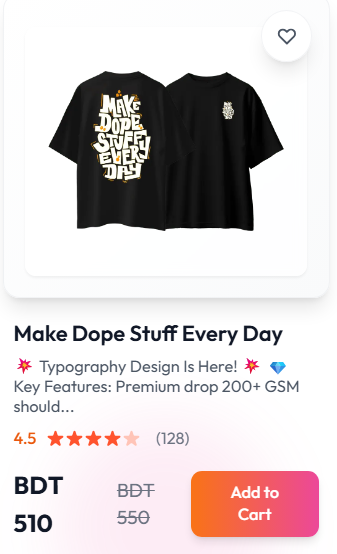 MAKE
DOPE
STUFFY
EVERY
DAY
Make Dope Stuff Every Day
💥 Typography Design Is Here! 💥 💎
Key Features: Premium drop 200+ GSM
should...
4.5 ★★★★★ (128)
BDT
510
BDT
550
Add to
Cart